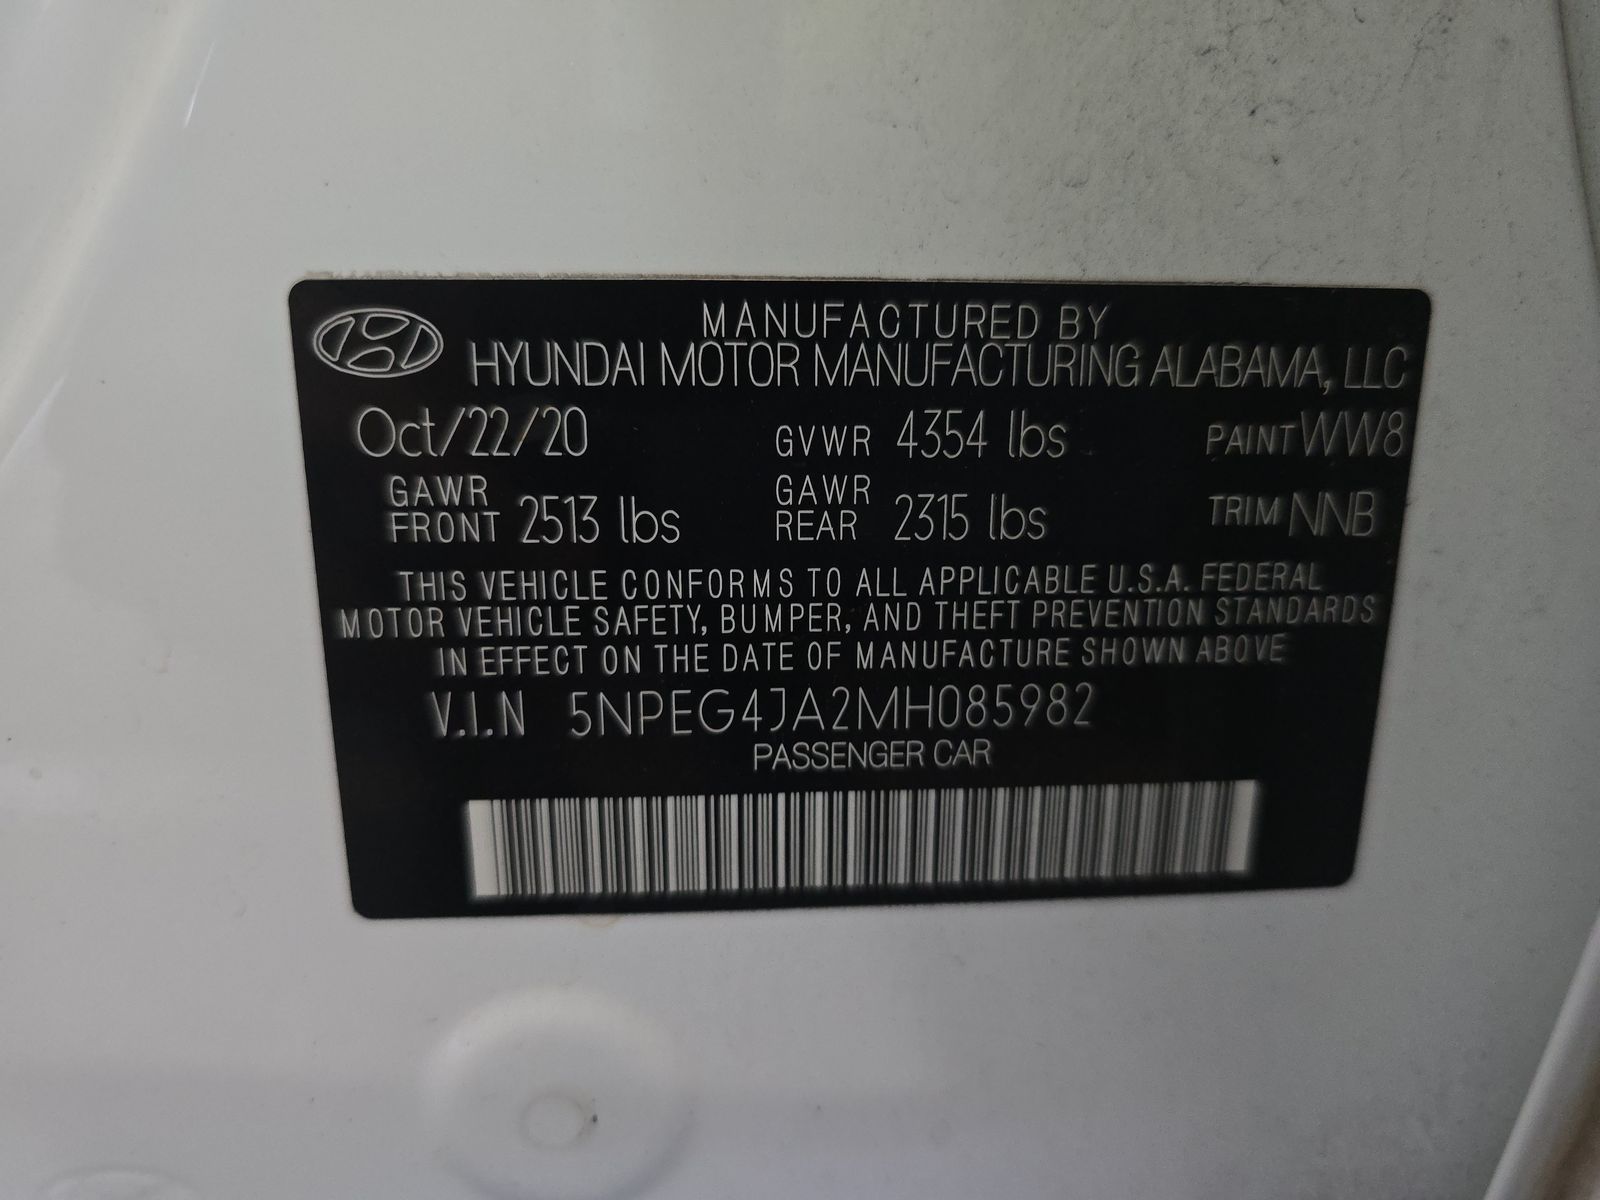 MANUFACTURED BY
HYUNDAI MOTOR MANUFACTURING ALABAMA, LLC
Oct/22/20 GVWR 4354 lbs PAINT WW8
GAWR FRONT 2513 lbs GAWR REAR 2315 lbs TRIM NNB
THIS VEHICLE CONFORMS TO ALL APPLICABLE U.S.A. FEDERAL
MOTOR VEHICLE SAFETY, BUMPER, AND THEFT PREVENTION STANDARDS
IN EFFECT ON THE DATE OF MANUFACTURE SHOWN ABOVE
V.I.N 5NPEG4JA2MH085982
PASSENGER CAR